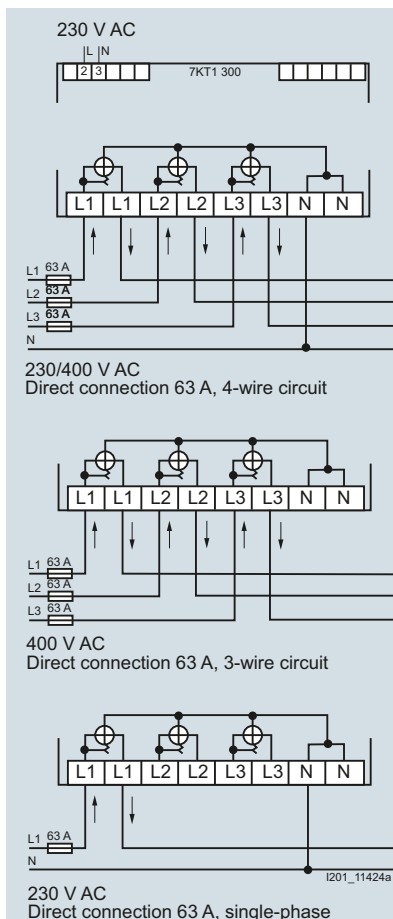 230 V AC
L N
2 3 7KT1 300
L1 L1 L2 L2 L3 L3 N N
L1 63 A
L2 63 A
L3 63 A
N
230/400 V AC
Direct connection 63 A, 4-wire circuit
L1 L1 L2 L2 L3 L3 N N
L1 63 A
L2 63 A
L3 63 A
400 V AC
Direct connection 63 A, 3-wire circuit
L1 L1 L2 L2 L3 L3 N N
L1 63 A
N
I201_11424a
230 V AC
Direct connection 63 A, single-phase